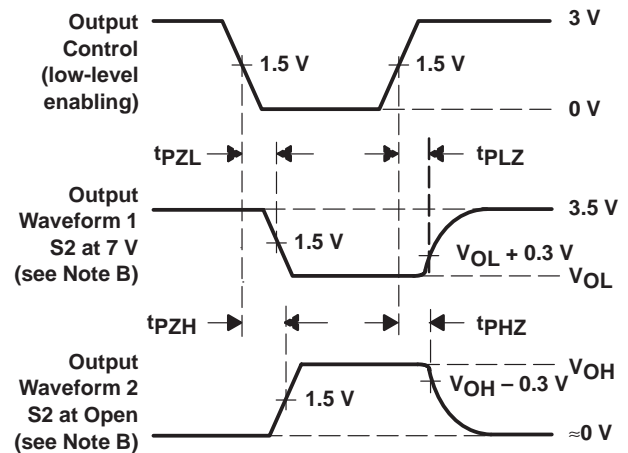 Output
Control
(low-level
enabling)
3 V
1.5 V
1.5 V
0 V
tPZL
tPLZ
Output
Waveform 1
S2 at 7 V
(see Note B)
3.5 V
1.5 V
VOL + 0.3 V
VOL
tPZH
tPHZ
Output
Waveform 2
S2 at Open
(see Note B)
VOH
VOH – 0.3 V
1.5 V
≈0 V